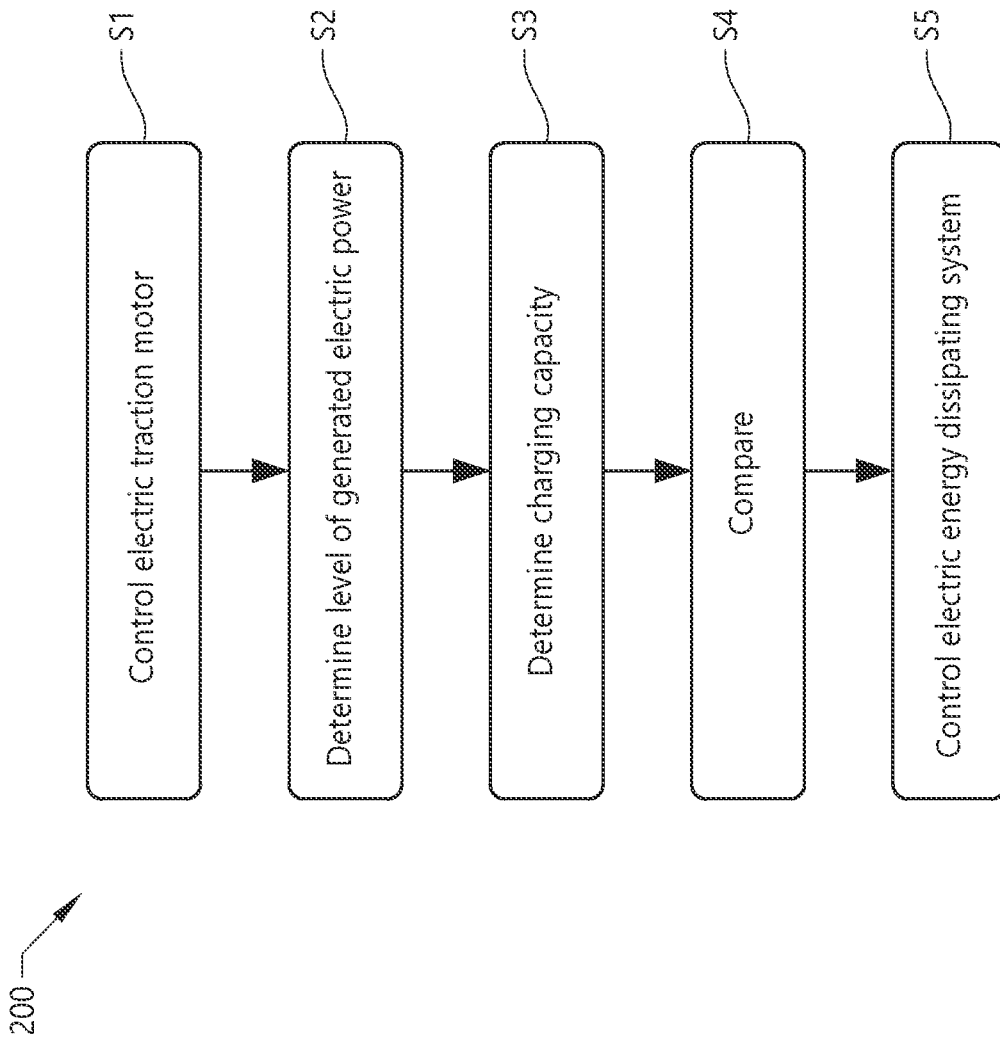 200
Control electric traction motor
S1
Determine level of generated electric power
S2
Determine charging capacity
S3
Compare
S4
Control electric energy dissipating system
S5